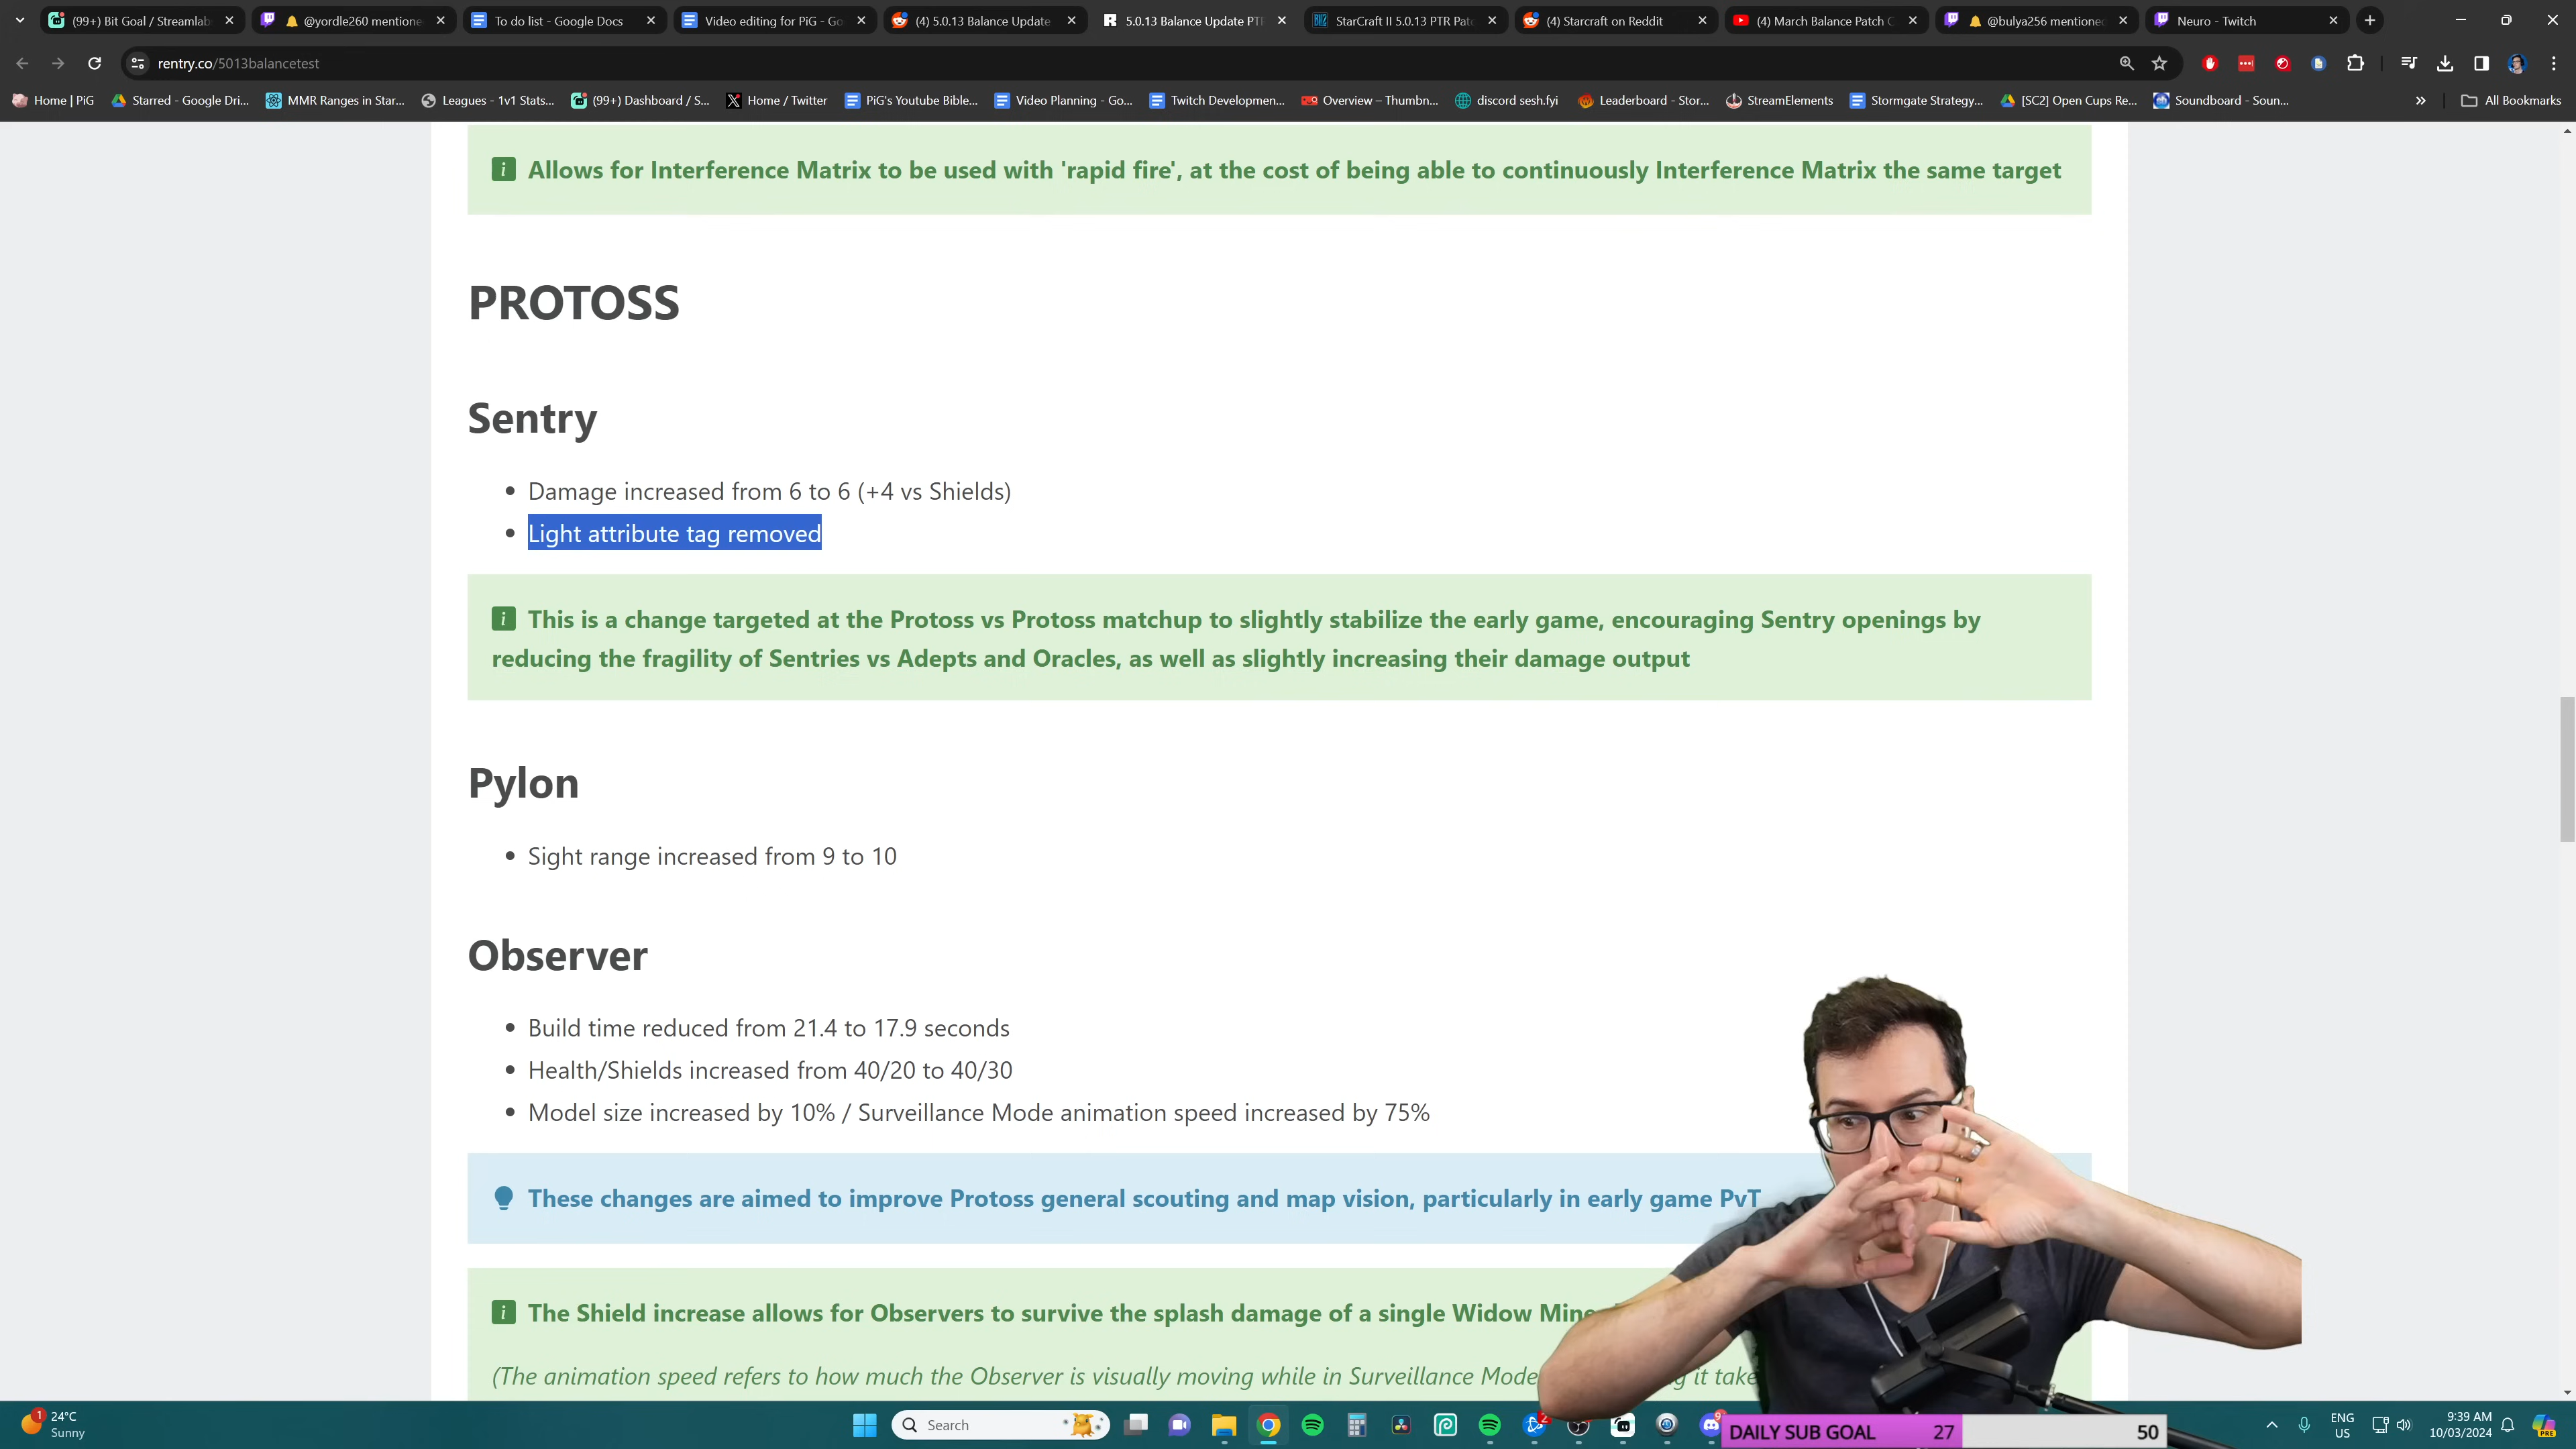 (99+) Bit Goal / Streamlab
@yordle260 mentione
To do list - Google Docs
Video editing for PiG - Go
(4) 5.0.13 Balance Update
5.0.13 Balance Update PTR
StarCraft II 5.0.13 PTR Patc
(4) Starcraft on Reddit
(4) March Balance Patch
@bulya256 mentione
Neuro - Twitch
rentry.co/5013balancetest
Home | PiG
Starred - Google Dri...
MMR Ranges in Star...
Leagues - 1v1 Stats...
(99+) Dashboard / S...
Home / Twitter
PiG's Youtube Bible...
Video Planning - Go...
Twitch Developmen...
Overview – Thumbn...
discord sesh.fyi
Leaderboard - Stor...
StreamElements
Stormgate Strategy...
[SC2] Open Cups Re...
Soundboard - Soun...
All Bookmarks
Allows for Interference Matrix to be used with 'rapid fire', at the cost of being able to continuously Interference Matrix the same target
PROTOSS
Sentry
• Damage increased from 6 to 6 (+4 vs Shields)
• Light attribute tag removed
This is a change targeted at the Protoss vs Protoss matchup to slightly stabilize the early game, encouraging Sentry openings by
reducing the fragility of Sentries vs Adepts and Oracles, as well as slightly increasing their damage output
Pylon
• Sight range increased from 9 to 10
Observer
• Build time reduced from 21.4 to 17.9 seconds
• Health/Shields increased from 40/20 to 40/30
• Model size increased by 10% / Surveillance Mode animation speed increased by 75%
These changes are aimed to improve Protoss general scouting and map vision, particularly in early game PvT
The Shield increase allows for Observers to survive the splash damage of a single Widow Mine
(The animation speed refers to how much the Observer is visually moving while in Surveillance Mode it take
1
24°C
Sunny
Search
2
DAILY SUB GOAL 27 50
ENG
US
9:39 AM
10/03/2024
PRE